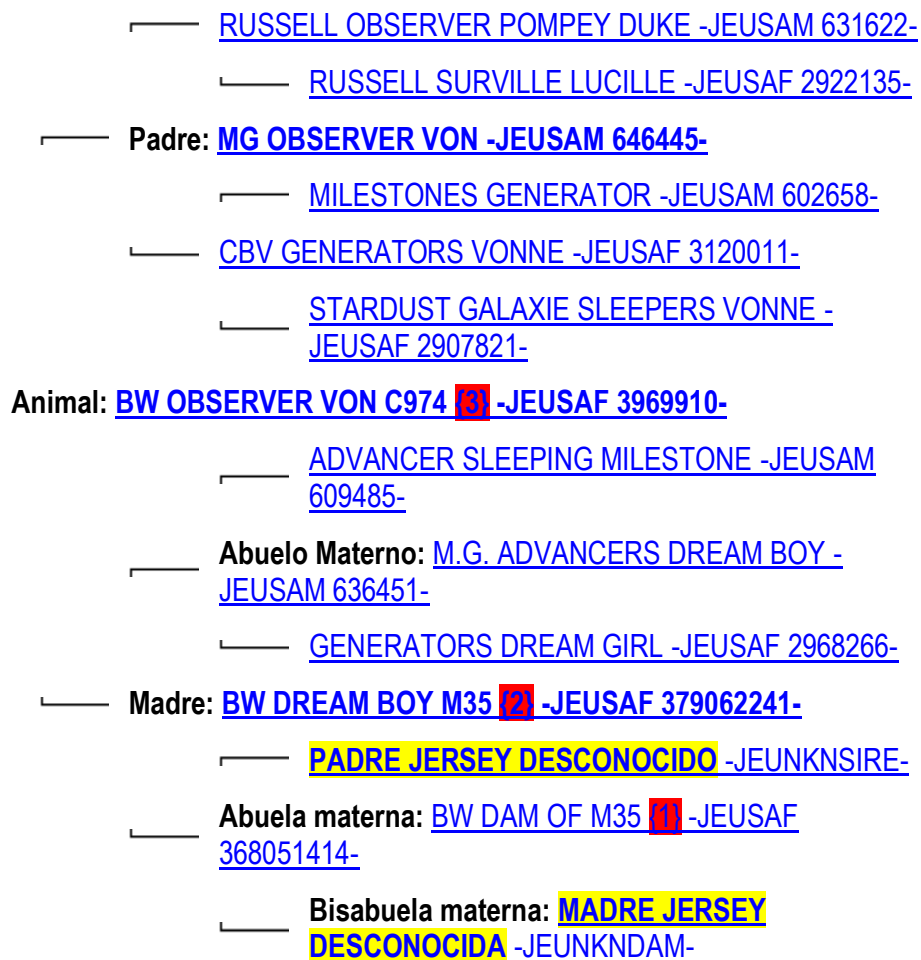 RUSSELL OBSERVER POMPEY DUKE -JEUSAM 631622-
RUSSELL SURVILLE LUCILLE -JEUSAF 2922135-
Padre: MG OBSERVER VON -JEUSAM 646445-
MILESTONES GENERATOR -JEUSAM 602658-
CBV GENERATORS VONNE -JEUSAF 3120011-
STARDUST GALAXIE SLEEPERS VONNE -
JEUSAF 2907821-
Animal: BW OBSERVER VON C974 {3} -JEUSAF 3969910-
ADVANCER SLEEPING MILESTONE -JEUSAM
609485-
Abuelo Materno: M.G. ADVANCERS DREAM BOY -
JEUSAM 636451-
GENERATORS DREAM GIRL -JEUSAF 2968266-
Madre: BW DREAM BOY M35 {2} -JEUSAF 379062241-
PADRE JERSEY DESCONOCIDO -JEUNKNSIRE-
Abuela materna: BW DAM OF M35 {1} -JEUSAF
368051414-
Bisabuela materna: MADRE JERSEY
DESCONOCIDA -JEUNKNDAM-